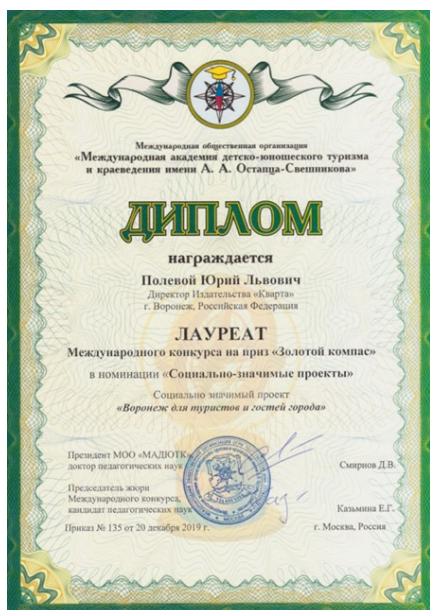 Международная общественная организация
«Международная академия детско-юношеского туризма
и краеведения имени А. А. Остапца-Свешникова»
ДИПЛОМ
награждается
Полевой Юрий Львович
Директор Издательства «Кварта»
г. Воронеж, Российская Федерация
ЛАУРЕАТ
Международного конкурса на приз «Золотой компас»
в номинации «Социально-значимые проекты»
Социально значимый проект
«Воронеж для туристов и гостей города»
Президент МОО «МАДЮТК»,
доктор педагогических наук
Смирнов Д.В.
Председатель жюри
Международного конкурса,
кандидат педагогических наук
Казьмина Е.Г.
Приказ № 135 от 20 декабря 2019 г.
г. Москва, Россия